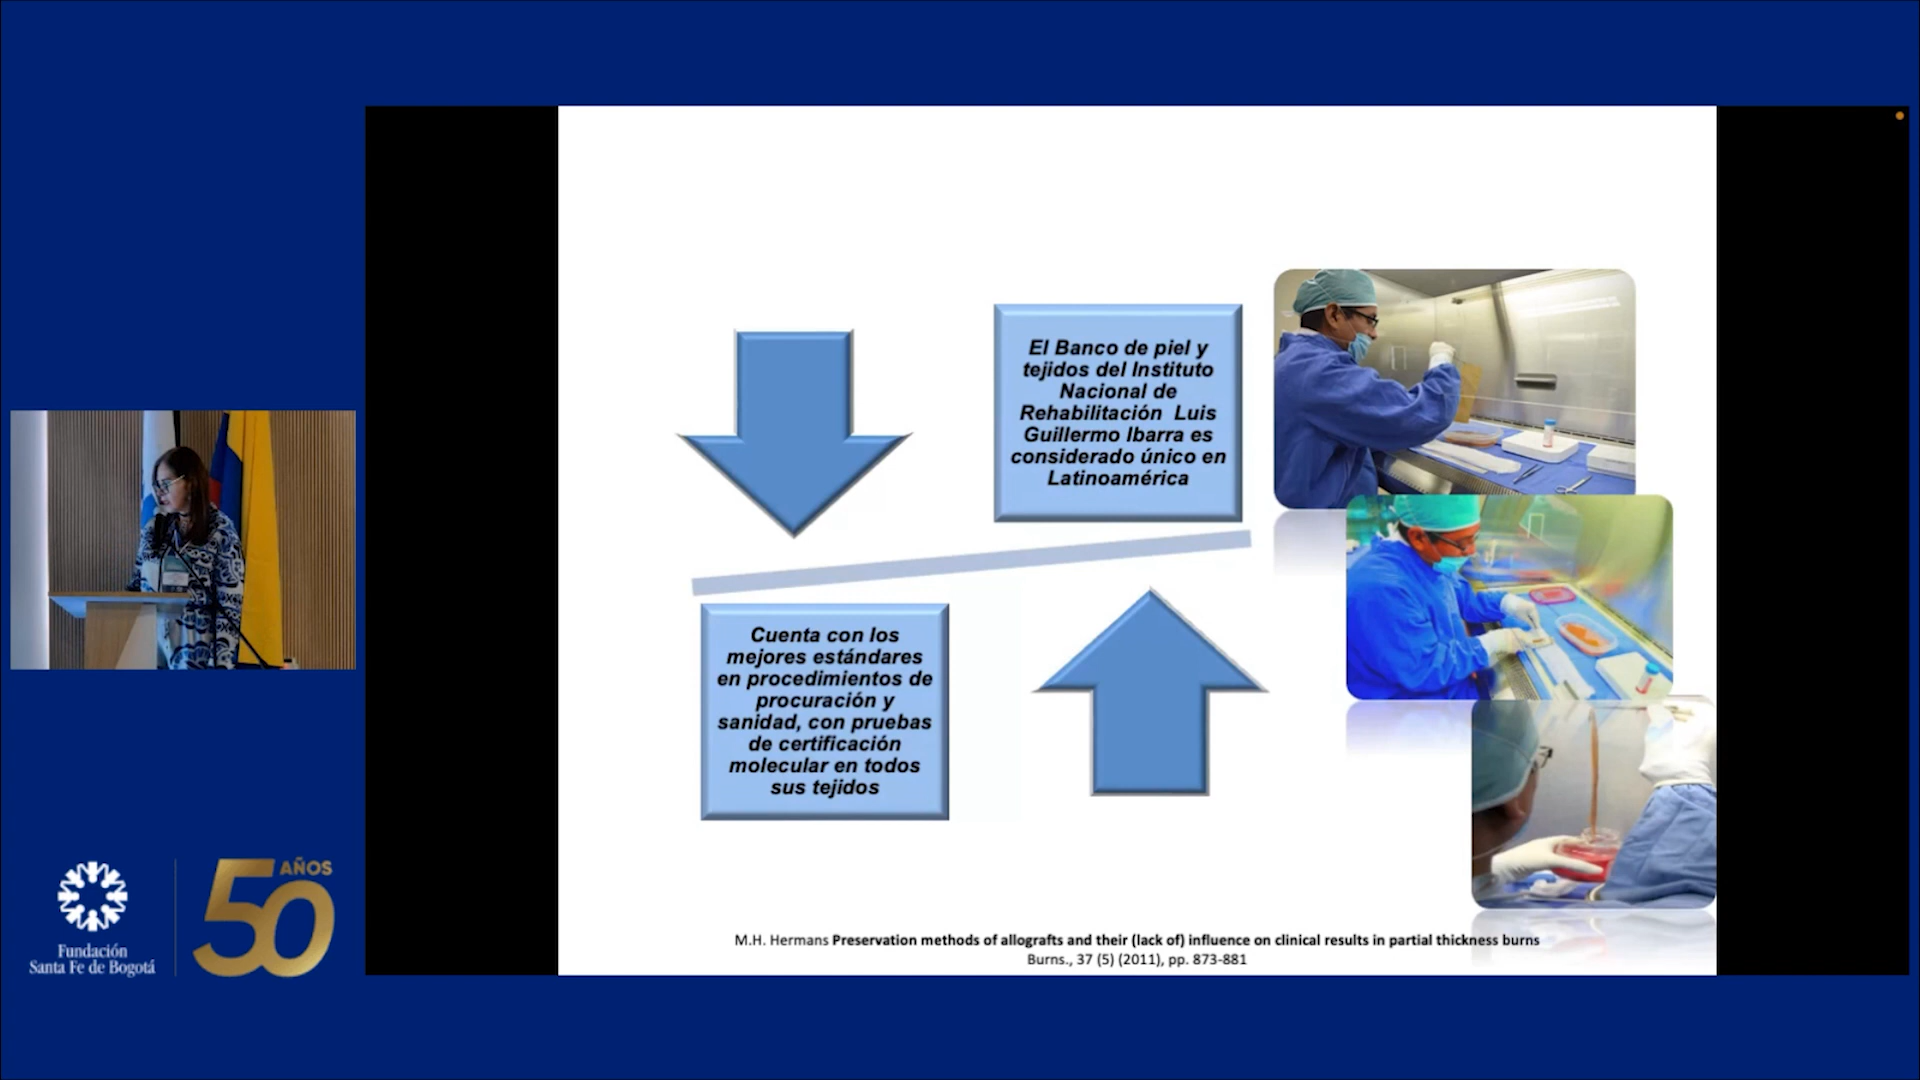 El Banco de piel y
tejidos del Instituto
Nacional de
Rehabilitación Luis
Guillermo Ibarra es
considerado único en
Latinoamérica
Cuenta con los
mejores estándares
en procedimientos de
procuración y
sanidad, con pruebas
de certificación
molecular en todos
sus tejidos
M.H. Hermans Preservation methods of allografts and their (lack of) influence on clinical results in partial thickness burns
Burns., 37 (5) (2011), pp. 873-881
Fundación
Santa Fe de Bogotá
50 AÑOS